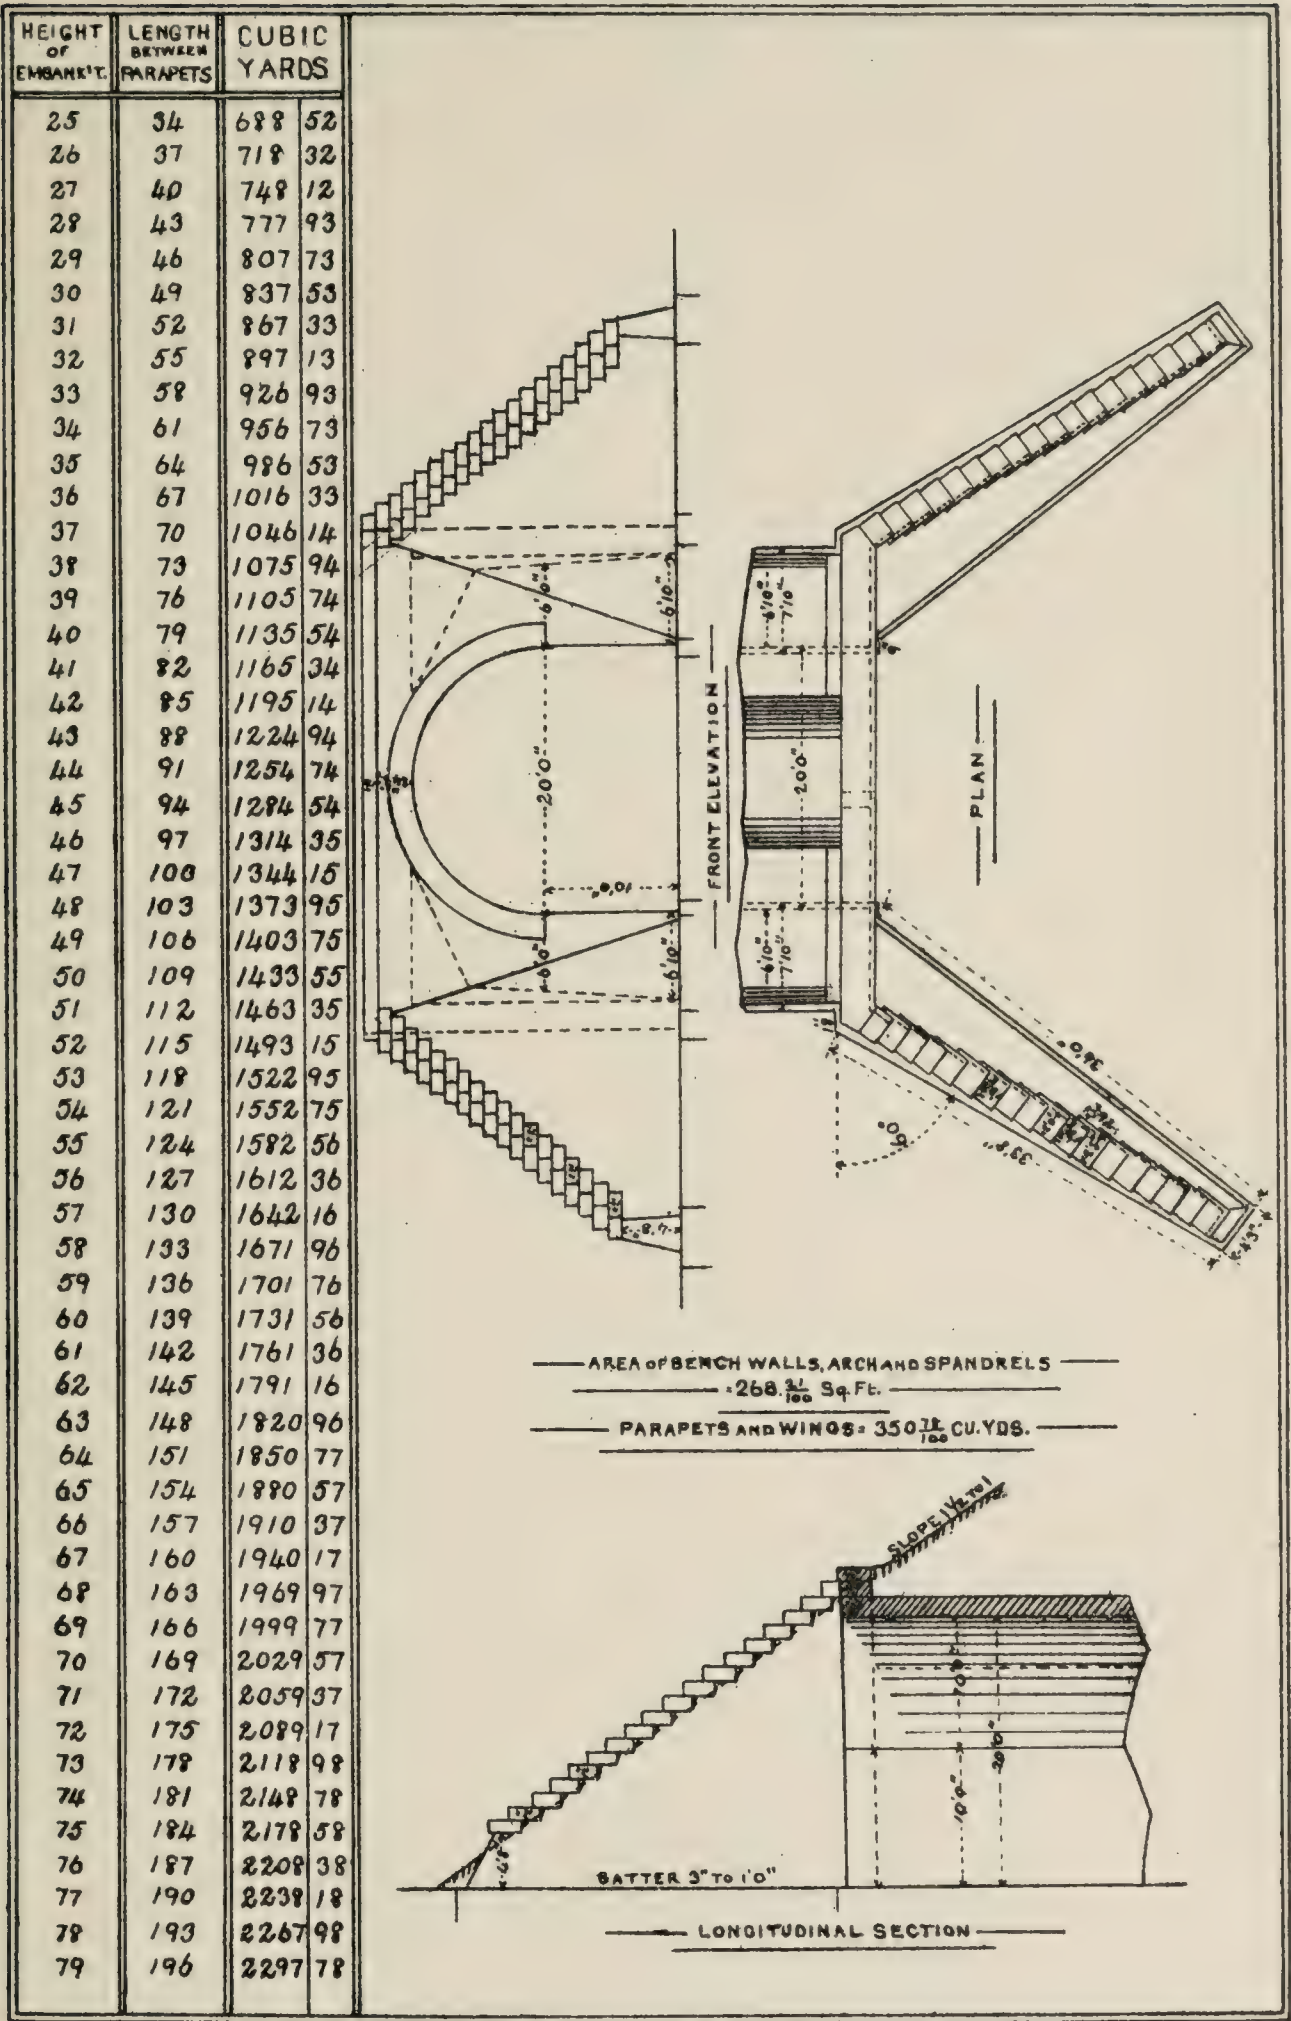 HEIGHT OF EMBANK'T. LENGTH BETWEEN PARAPETS CUBIC YARDS
25 34 688 52
26 37 718 32
27 40 748 12
28 43 777 93
29 46 807 73
30 49 837 53
31 52 867 33
32 55 897 13
33 58 926 93
34 61 956 73
35 64 986 53
36 67 1016 33
37 70 1046 14
38 73 1075 94
39 76 1105 74
40 79 1135 54
41 82 1165 34
42 85 1195 14
43 88 1224 94
44 91 1254 74
45 94 1284 54
46 97 1314 35
47 100 1344 15
48 103 1373 95
49 106 1403 75
50 109 1433 55
51 112 1463 35
52 115 1493 15
53 118 1522 95
54 121 1552 75
55 124 1582 56
56 127 1612 36
57 130 1642 16
58 133 1671 96
59 136 1701 76
60 139 1731 56
61 142 1761 36
62 145 1791 16
63 148 1820 96
64 151 1850 77
65 154 1880 57
66 157 1910 37
67 160 1940 17
68 163 1969 97
69 166 1999 77
70 169 2029 57
71 172 2059 37
72 175 2089 17
73 178 2118 98
74 181 2148 78
75 184 2178 58
76 187 2208 38
77 190 2238 18
78 193 2267 98
79 196 2297 78
6'0"
6'10"
20'0"
10'0"
6'0"
6'10"
FRONT ELEVATION
6'10"
7'10"
20'0"
6'10"
7'10"
PLAN
36'0"
60°
33'8"
4'3"
AREA OF BENCH WALLS, ARCH AND SPANDRELS
=268.21/100 Sq.Ft.
PARAPETS AND WINGS= 350 78/100 CU.YDS.
SLOPE 1½ TO 1
10'0"
20'0"
10'0"
BATTER 3" TO 1'0"
LONGITUDINAL SECTION